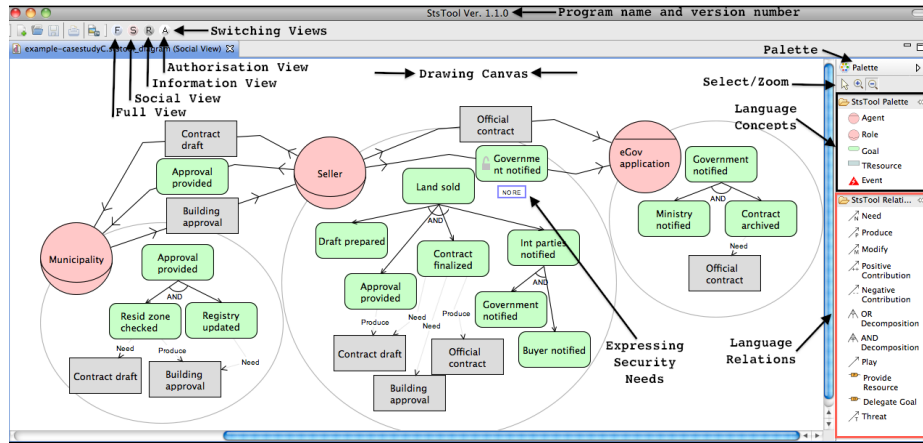 StsTool Ver. 1.1.0
Program name and version number
F S R A
Switching Views
example-casestudyC.ststool_diagram (Social View)
Authorisation View
Information View
Social View
Full View
Drawing Canvas
Palette
Select/Zoom
Language
Concepts
Palette
StsTool Palette
Agent
Role
Goal
TResource
Event
StsTool Relati...
Need
Produce
Modify
Positive
Contribution
Negative
Contribution
OR
Decomposition
AND
Decomposition
Play
Provide
Resource
Delegate Goal
Threat
Language
Relations
Contract
draft
Approval
provided
Building
approval
Municipality
Approval
provided
AND
Resid zone
checked
Registry
updated
Need
Produce
Need
Contract draft
Building
approval
Seller
Official
contract
Governme
nt notified
NO RE
Land sold
AND
Draft prepared
Contract
finalized
Int parties
notified
Approval
provided
AND
Government
notified
Buyer notified
Produce
Need
Need
Produce
Contract draft
Building
approval
Official
contract
Expressing
Security
Needs
eGov
application
Government
notified
AND
Ministry
notified
Contract
archived
Need
Official
contract